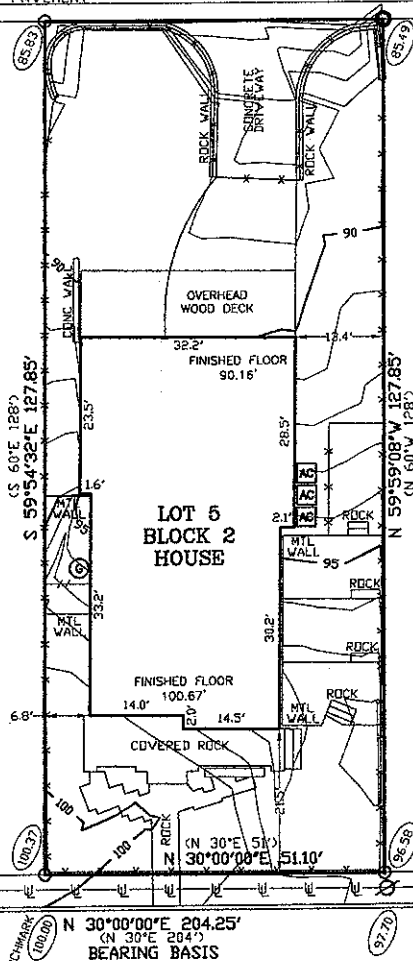 85.83
85.49
ROCK WALL
CONCRETE
DRIVEWAY
ROCK WALL
90
90
CONC WALL
OVERHEAD
WOOD DECK
32.2'
13.4'
FINISHED FLOOR
90.16'
23.5'
28.5'
S 59°54'32"E 127.85'
(S 60°E 128')
N 59°59'08"W 127.85'
(N 60°W 128')
1.6'
AC
AC
AC
2.1'
MTL
WALL
95
G
LOT 5
BLOCK 2
HOUSE
ROCK
MTL
WALL
95
33.2'
30.2'
ROCK
MTL
WALL
ROCK
FINISHED FLOOR
100.67'
ROCK
MTL
WALL
14.0'
2.0'
14.5'
6.8'
COVERED ROCK
21.5'
100
100
ROCK
(N 30°E 51')
N 30°00'00"E 51.10'
100.37
96.58
N 30°00'00"E 204.25'
(N 30°E 204')
BEARING BASIS
100.00
97.70